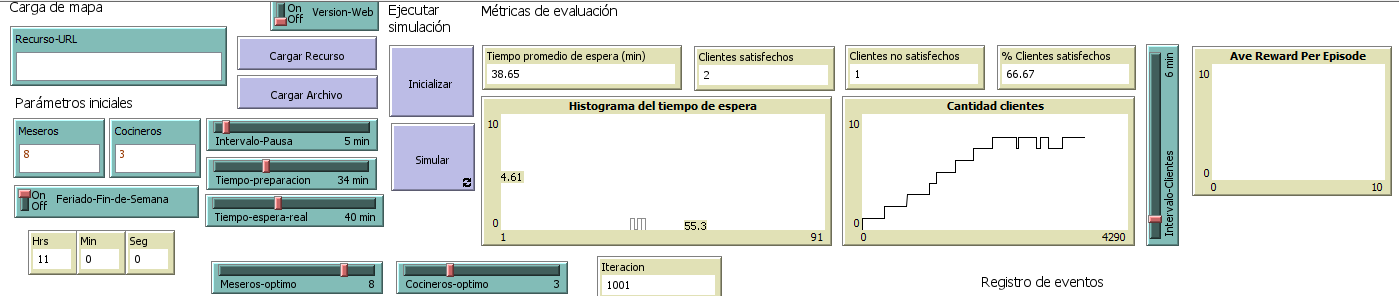 Carga de mapa
Recurso-URL
On
Off
Version-Web
Cargar Recurso
Cargar Archivo
Parámetros iniciales
Meseros
8
Cocineros
3
On
Off
Feriado-Fin-de-Semana
Hrs
11
Min
0
Seg
0
Intervalo-Pausa 5 min
Tiempo-preparacion 34 min
Tiempo-espera-real 40 min
Meseros-optimo 8
Cocineros-optimo 3
Ejecutar
simulación
Inicializar
Simular
Métricas de evaluación
Tiempo promedio de espera (min)
38.65
Clientes satisfechos
2
Clientes no satisfechos
1
% Clientes satisfechos
66.67
Histograma del tiempo de espera
10
4.61
55.3
0
1 91
Cantidad clientes
10
0
0 4290
Intervalo-Clientes 6 min
Ave Reward Per Episode
10
0
0 10
Iteracion
1001
Registro de eventos